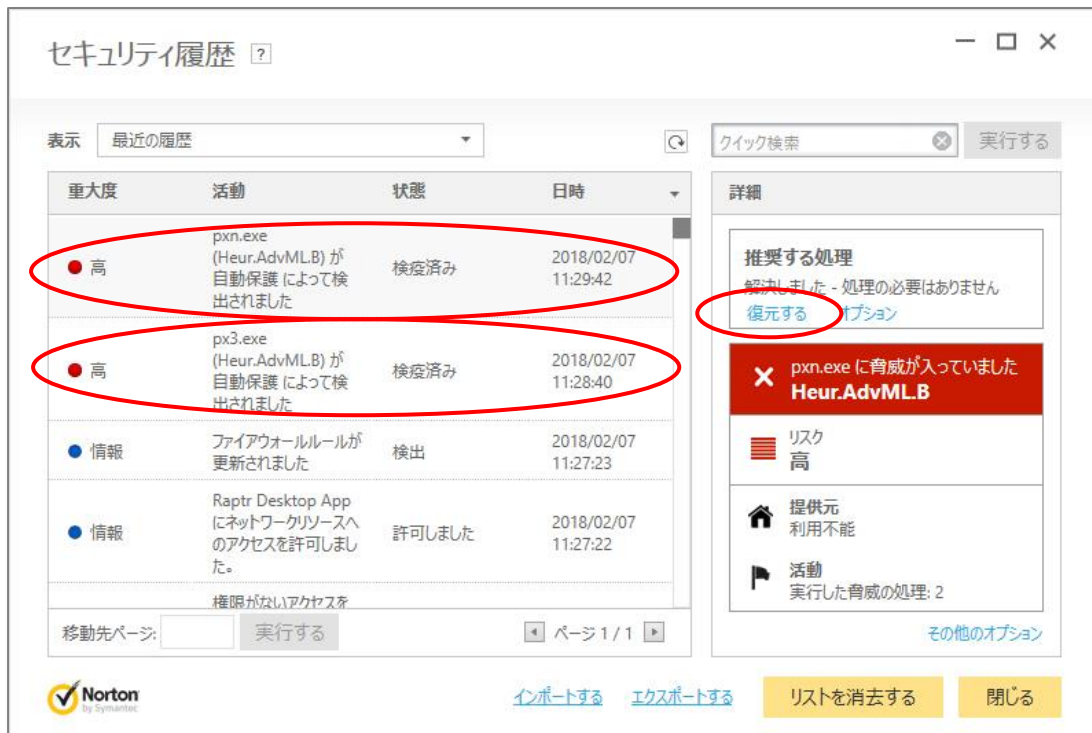 セキュリティ履歴 ?
表示 最近の履歴
クイック検索 実行する
重大度 活動 状態 日時
高
pxn.exe
(Heur.AdvML.B) が
自動保護 によって検
出されました
検疫済み
2018/02/07
11:29:42
高
px3.exe
(Heur.AdvML.B) が
自動保護 によって検
出されました
検疫済み
2018/02/07
11:28:40
情報
ファイアウォールルールが
更新されました
検出
2018/02/07
11:27:23
情報
Raptr Desktop App
にネットワークリソースへ
のアクセスを許可しまし
た。
許可しました
2018/02/07
11:27:22
権限がないアクセスを
移動先ページ: 実行する
ページ 1 / 1
詳細
推奨する処理
解決しました - 処理の必要はありません
復元する オプション
pxn.exe に脅威が入っていました
Heur.AdvML.B
リスク
高
提供元
利用不能
活動
実行した脅威の処理: 2
その他のオプション
Norton
by Symantec
インポートする エクスポートする リストを消去する 閉じる